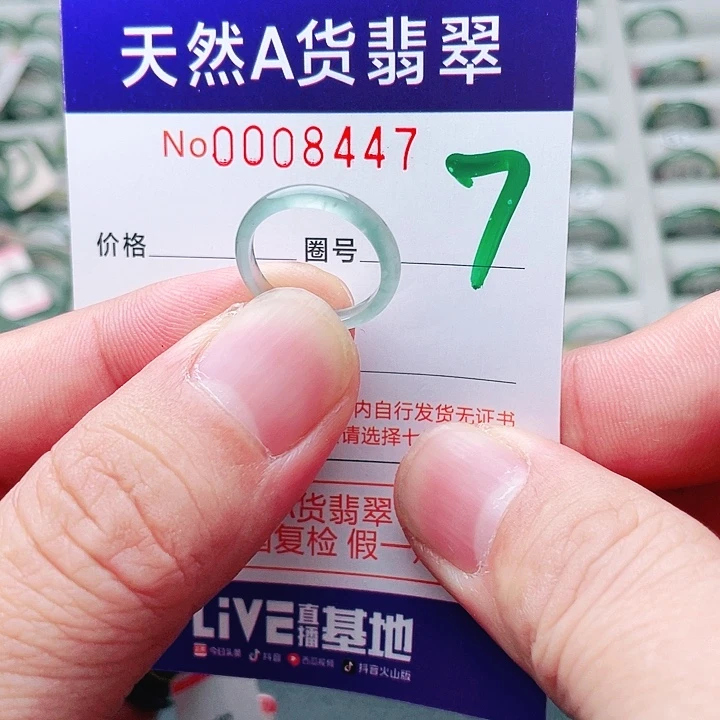 天然A货翡翠
No0008447
7
价格 圈号
内自行发货无证书
请选择七
货翡翠
复检 假一
LiVE直播基地
今日头条 抖音 西瓜视频 抖音火山版